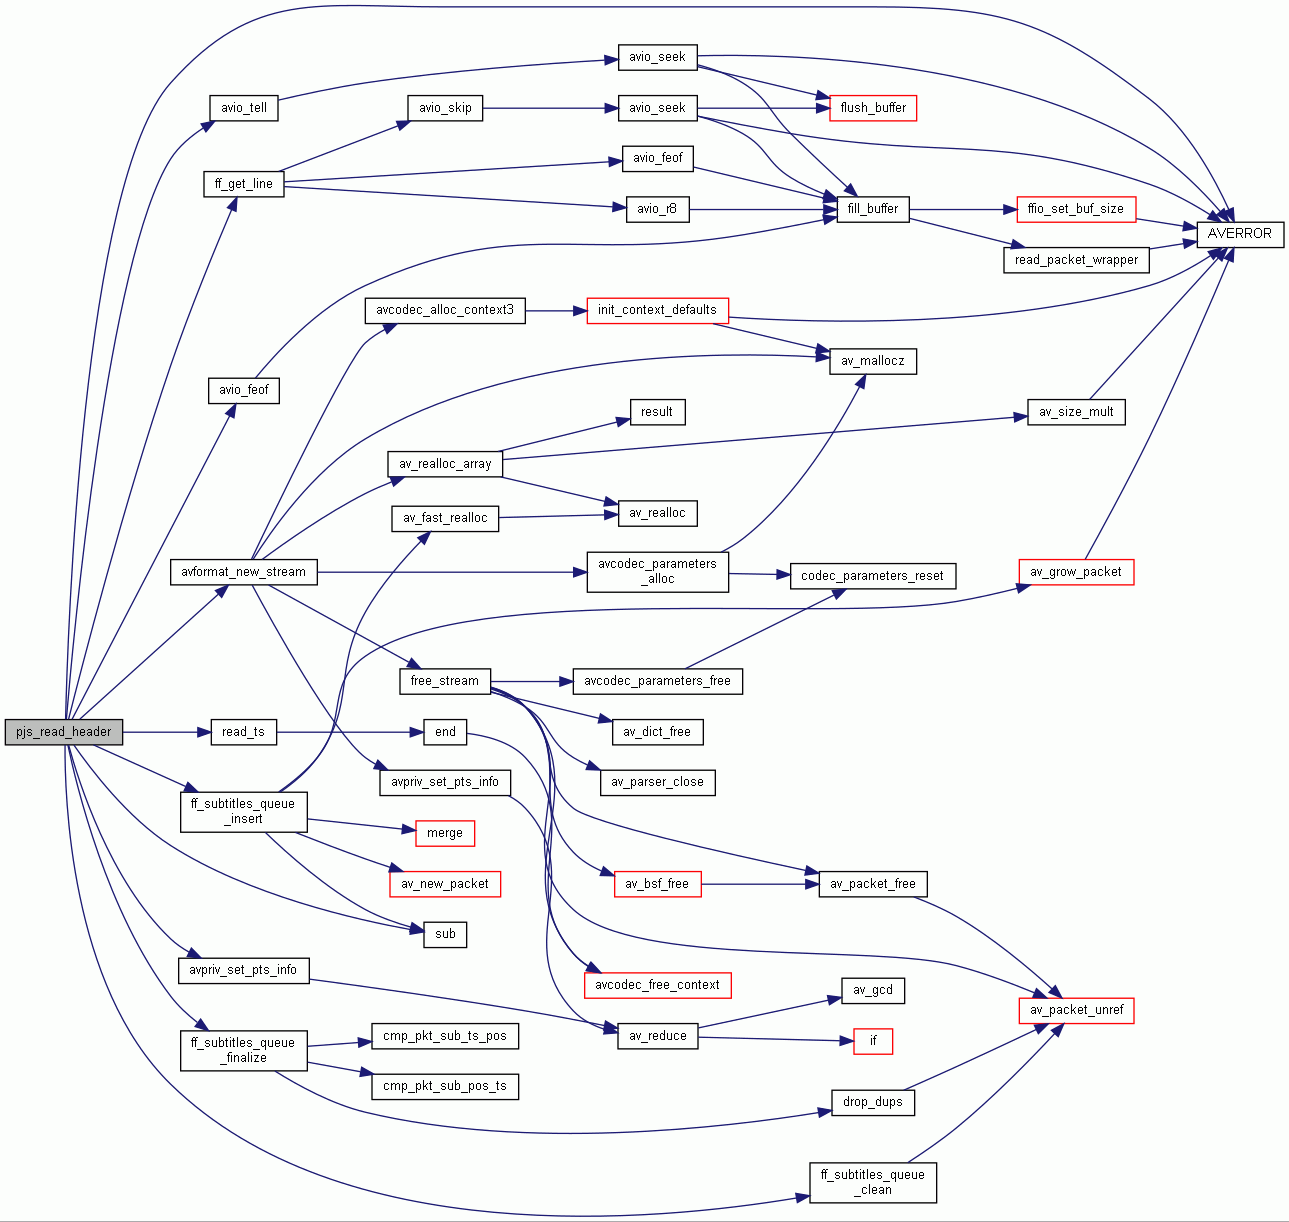 avio_seek
avio_tell
avio_skip
avio_seek
flush_buffer
avio_feof
ff_get_line
avio_r8
fill_buffer
ffio_set_buf_size
AVERROR
read_packet_wrapper
avcodec_alloc_context3
init_context_defaults
av_mallocz
avio_feof
result
av_size_mult
av_realloc_array
av_fast_realloc
av_realloc
avformat_new_stream
avcodec_parameters
_alloc
codec_parameters_reset
av_grow_packet
free_stream
avcodec_parameters_free
pjs_read_header
read_ts
end
av_dict_free
avpriv_set_pts_info
av_parser_close
ff_subtitles_queue
_insert
merge
av_new_packet
av_bsf_free
av_packet_free
sub
avpriv_set_pts_info
avcodec_free_context
av_gcd
av_packet_unref
ff_subtitles_queue
_finalize
cmp_pkt_sub_ts_pos
av_reduce
if
cmp_pkt_sub_pos_ts
drop_dups
ff_subtitles_queue
_clean